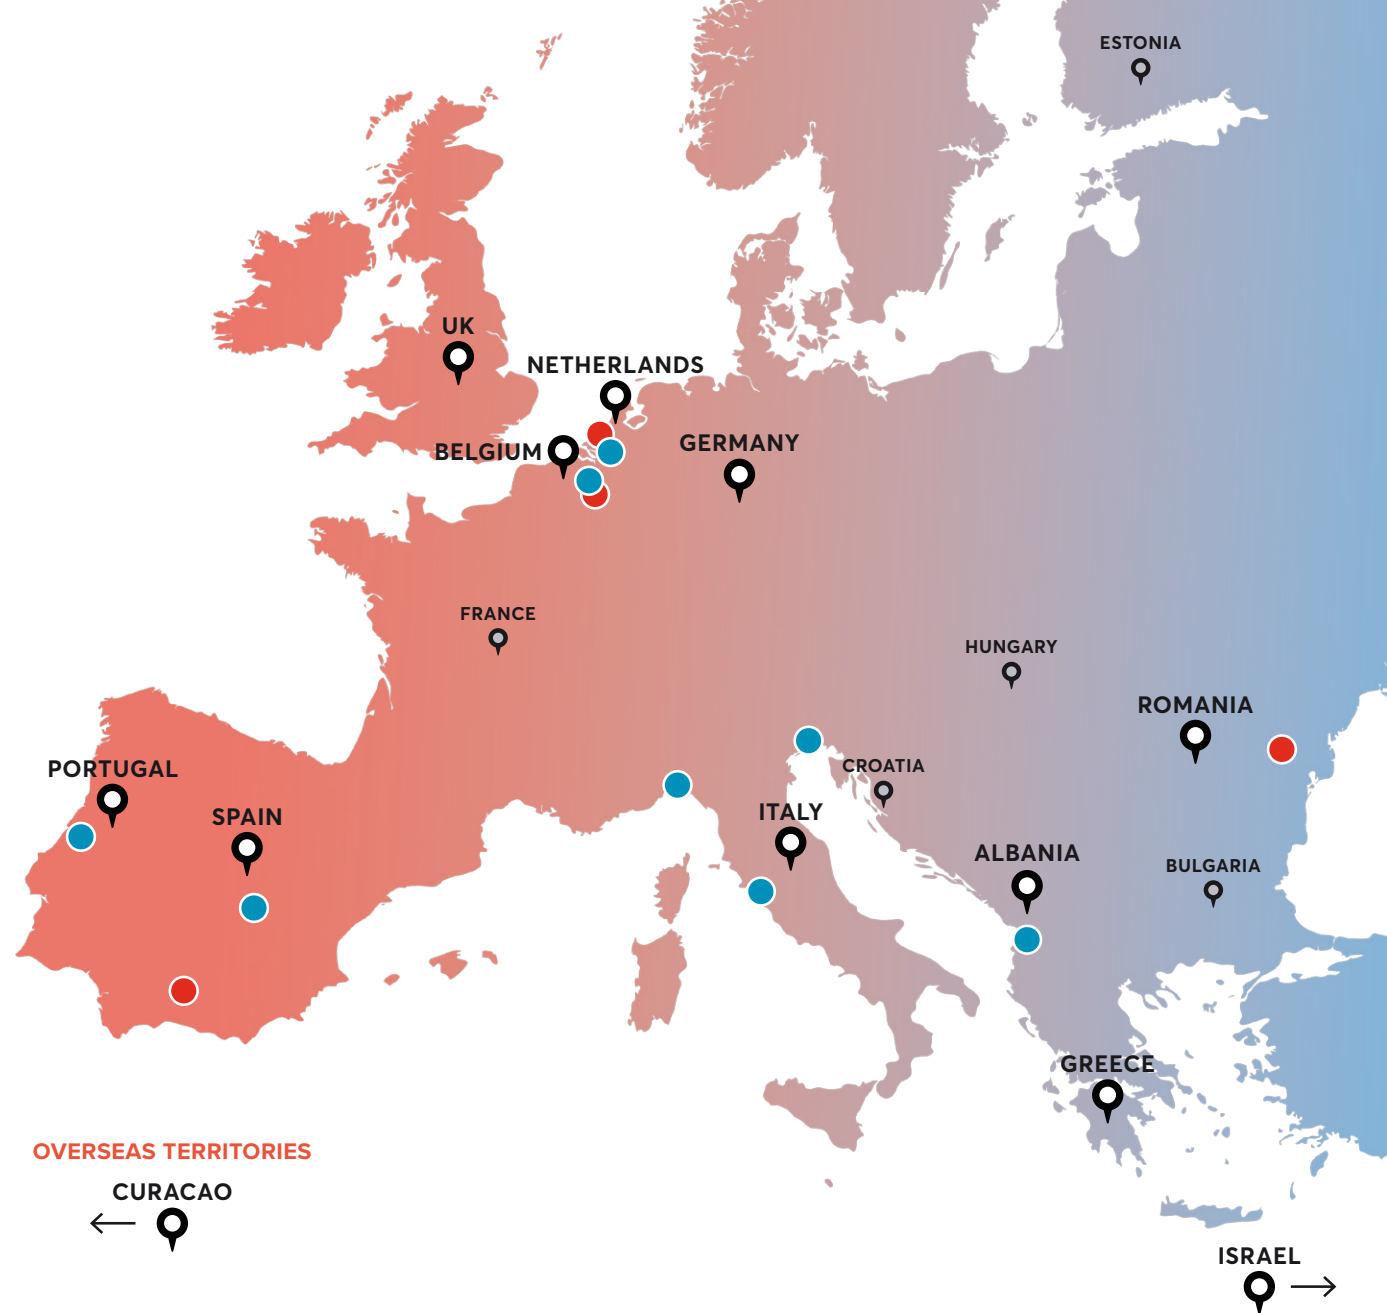 ESTONIA
UK
NETHERLANDS
BELGIUM
GERMANY
FRANCE
HUNGARY
ROMANIA
PORTUGAL
CROATIA
SPAIN
ITALY
ALBANIA
BULGARIA
GREECE
OVERSEAS TERRITORIES
CURACAO
ISRAEL